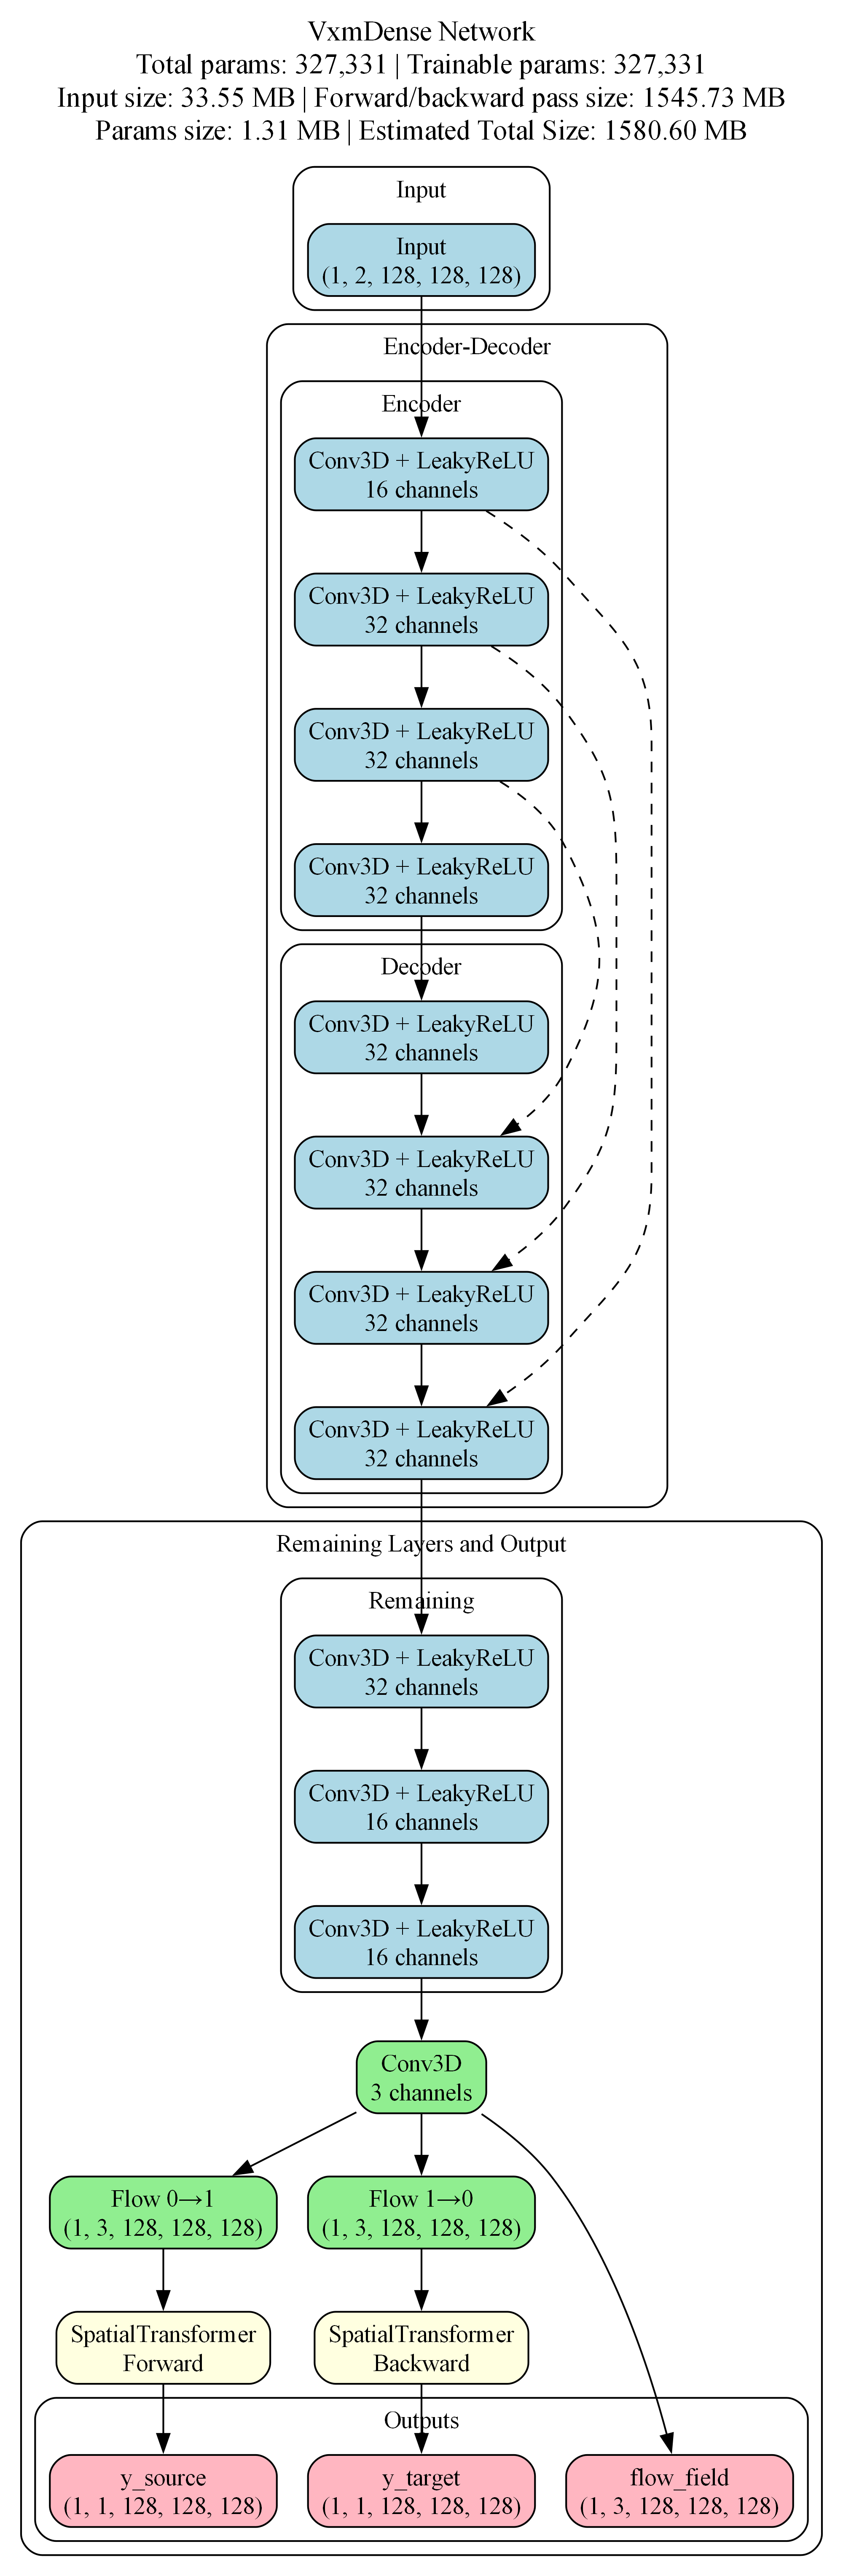 VxmDense Network
Total params: 327,331 | Trainable params: 327,331
Input size: 33.55 MB | Forward/backward pass size: 1545.73 MB
Params size: 1.31 MB | Estimated Total Size: 1580.60 MB
Input
Input
(1, 2, 128, 128, 128)
Encoder-Decoder
Encoder
Conv3D + LeakyReLU
16 channels
Conv3D + LeakyReLU
32 channels
Conv3D + LeakyReLU
32 channels
Conv3D + LeakyReLU
32 channels
Decoder
Conv3D + LeakyReLU
32 channels
Conv3D + LeakyReLU
32 channels
Conv3D + LeakyReLU
32 channels
Conv3D + LeakyReLU
32 channels
Remaining Layers and Output
Remaining
Conv3D + LeakyReLU
32 channels
Conv3D + LeakyReLU
16 channels
Conv3D + LeakyReLU
16 channels
Conv3D
3 channels
Flow 0→1
(1, 3, 128, 128, 128)
Flow 1→0
(1, 3, 128, 128, 128)
SpatialTransformer
Forward
SpatialTransformer
Backward
Outputs
y_source
(1, 1, 128, 128, 128)
y_target
(1, 1, 128, 128, 128)
flow_field
(1, 3, 128, 128, 128)